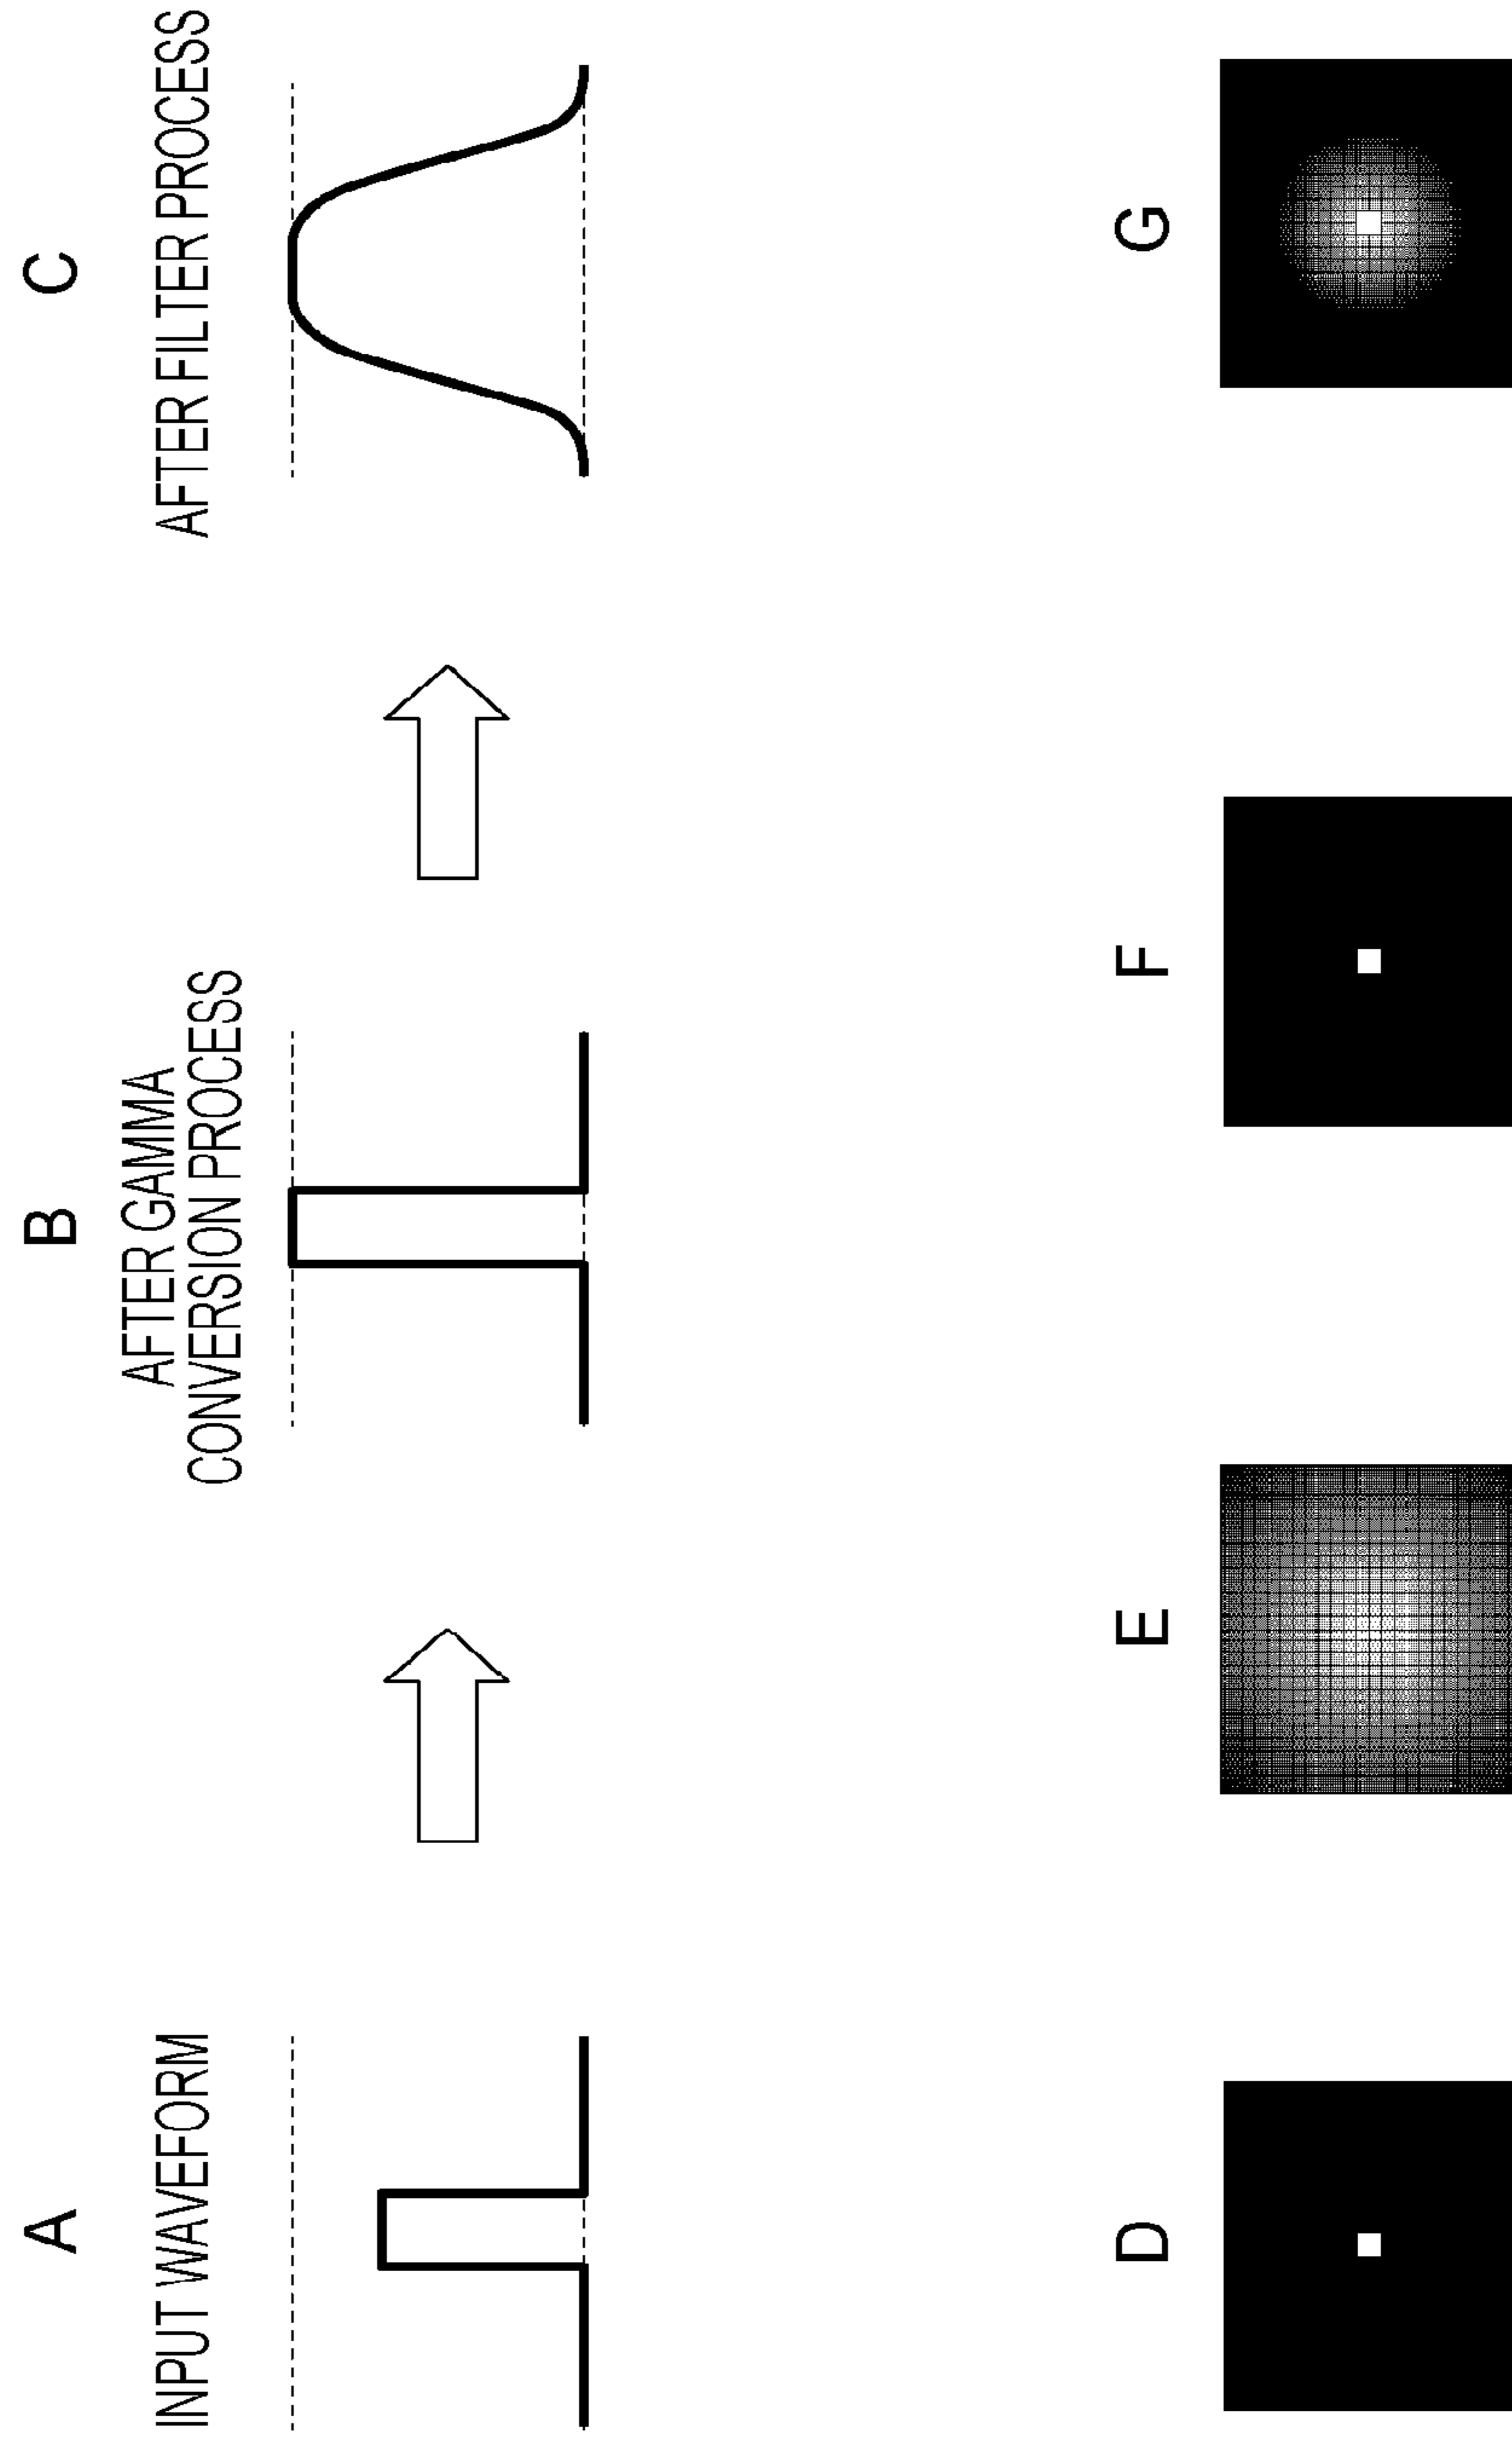 A
INPUT WAVEFORM
B
AFTER GAMMA
CONVERSION PROCESS
C
AFTER FILTER PROCESS
D
E
F
G